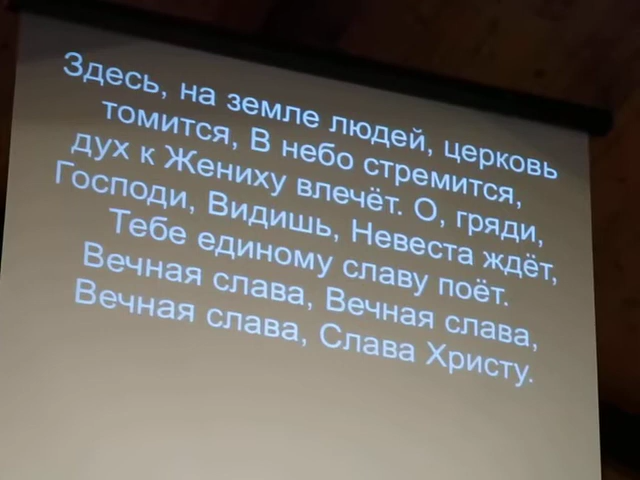 Здесь, на земле людей, церковь
томится, В небо стремится,
дух к Жениху влечёт. О, гряди,
Господи, Видишь, Невеста ждёт,
Тебе единому славу поёт.
Вечная слава, Вечная слава,
Вечная слава, Слава Христу.